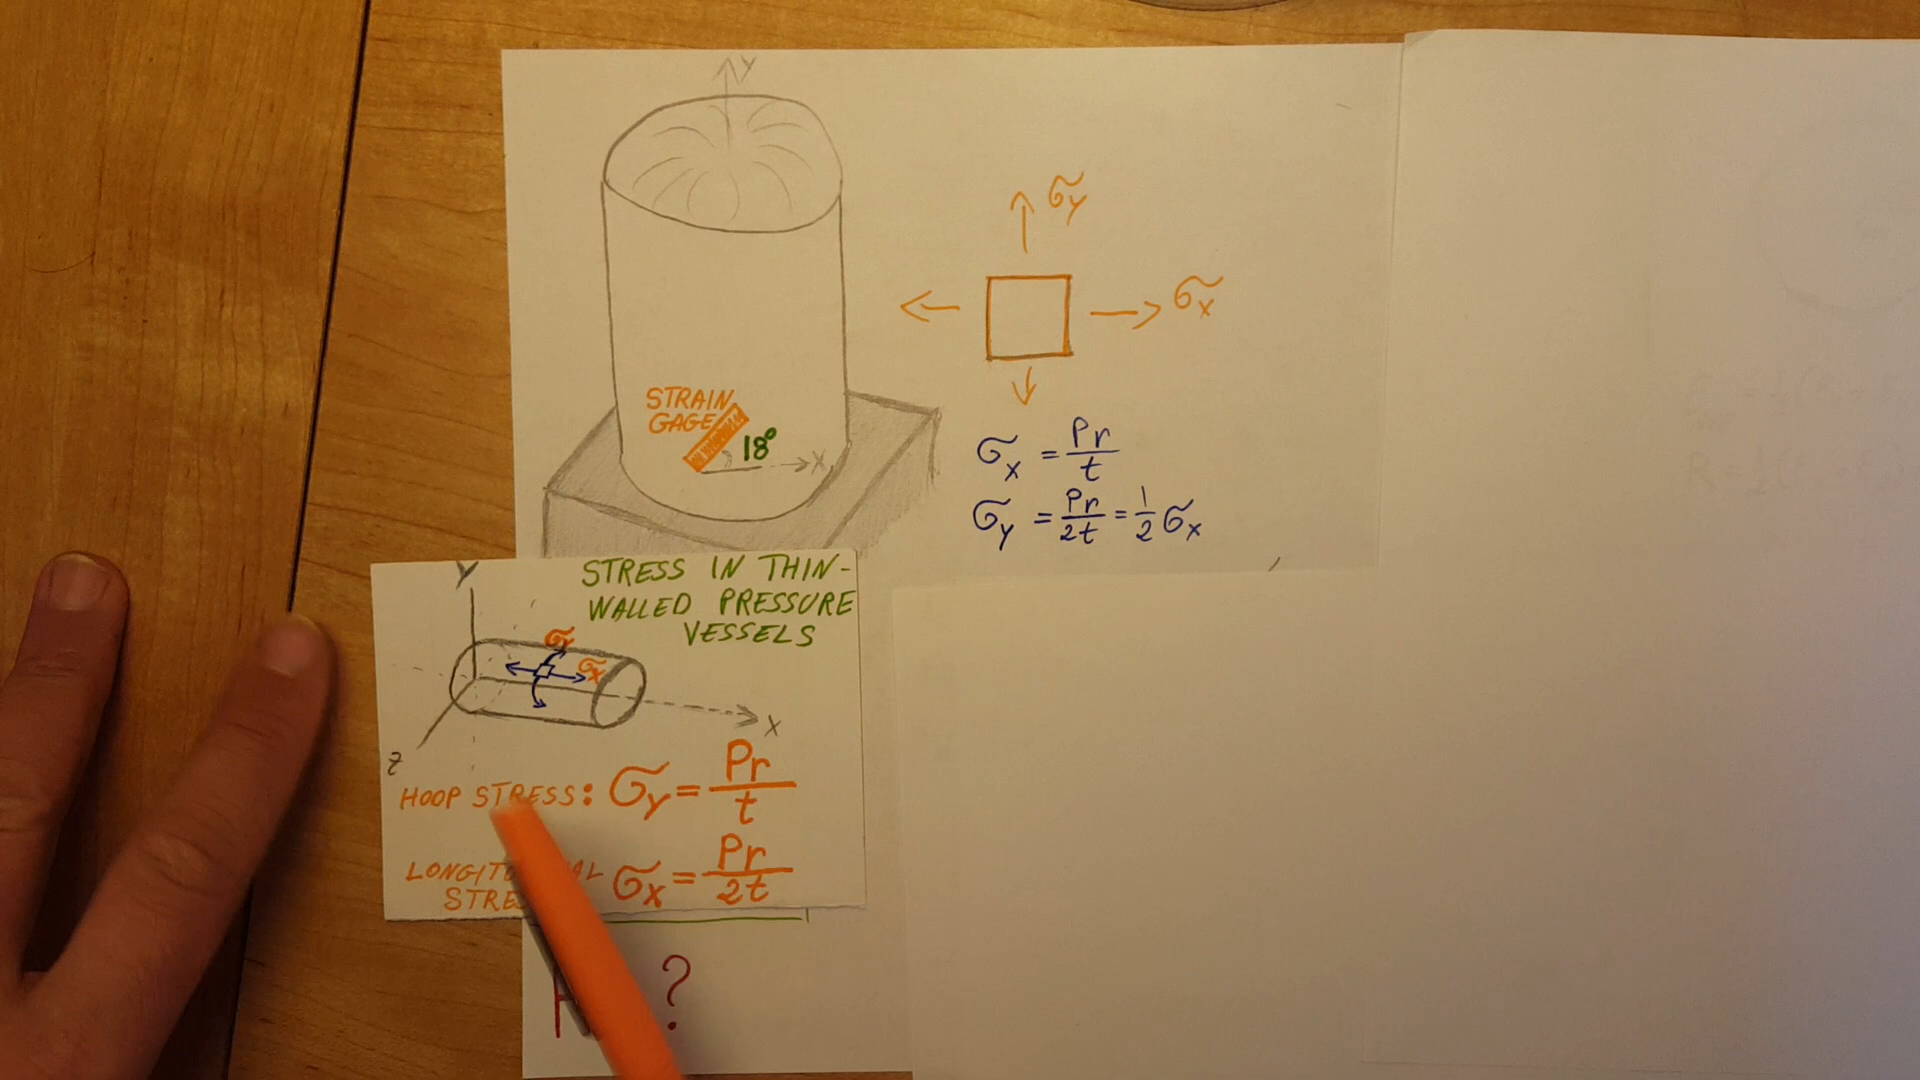 Y
σy
σx
STRAIN
GAGE
18°
X
σx = Pr/t
σy = Pr/2t = 1/2 σx
STRESS IN THIN-
WALLED PRESSURE
VESSELS
Y
σy
σx
X
Z
HOOP STRESS: σy = Pr/t
σx = Pr/2t
?